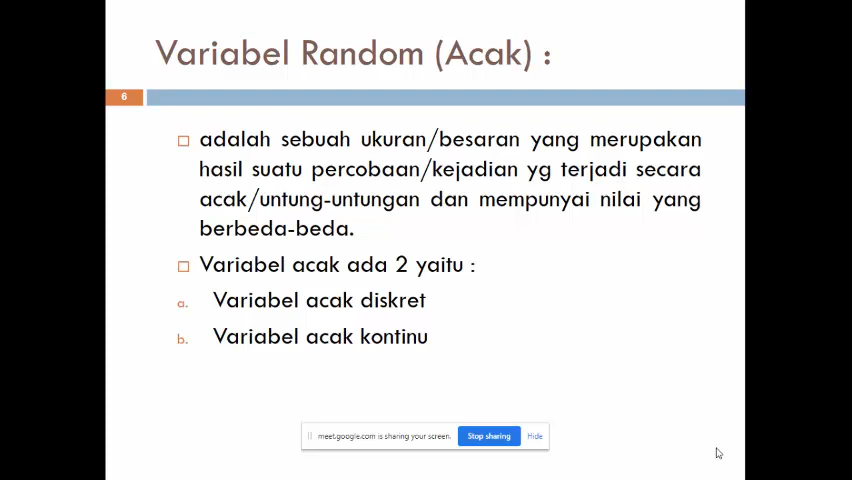 Variabel Random (Acak) :
6
adalah sebuah ukuran/besaran yang merupakan
hasil suatu percobaan/kejadian yg terjadi secara
acak/untung-untungan dan mempunyai nilai yang
berbeda-beda.
Variabel acak ada 2 yaitu :
a. Variabel acak diskret
b. Variabel acak kontinu
meet.google.com is sharing your screen. Stop sharing Hide